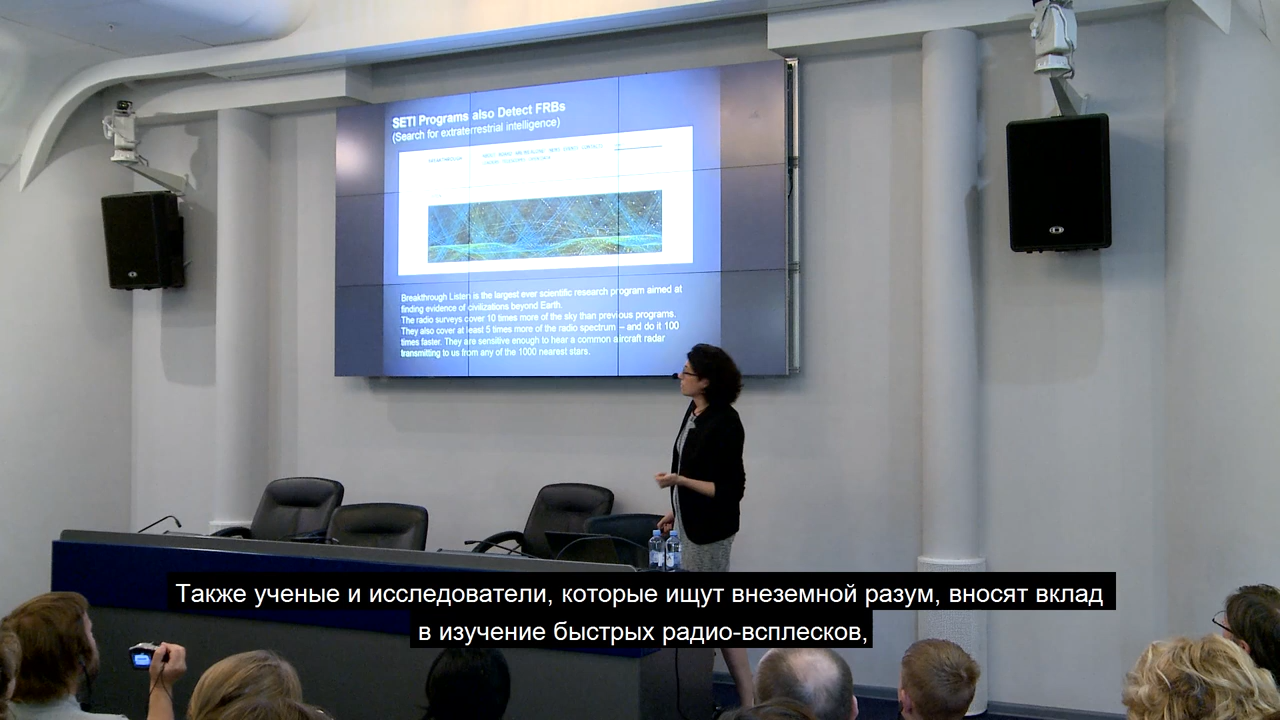 SETI Programs also Detect FRBs
(Search for extraterrestrial intelligence)
BREAKTHROUGH
Breakthrough Listen is the largest ever scientific research program aimed at
finding evidence of civilizations beyond Earth.
The radio surveys cover 10 times more of the sky than previous programs.
They also cover at least 5 times more of the radio spectrum – and do it 100
times faster. They are sensitive enough to hear a common aircraft radar
transmitting to us from any of the 1000 nearest stars.
Также ученые и исследователи, которые ищут внеземной разум, вносят вклад
в изучение быстрых радио-всплесков,